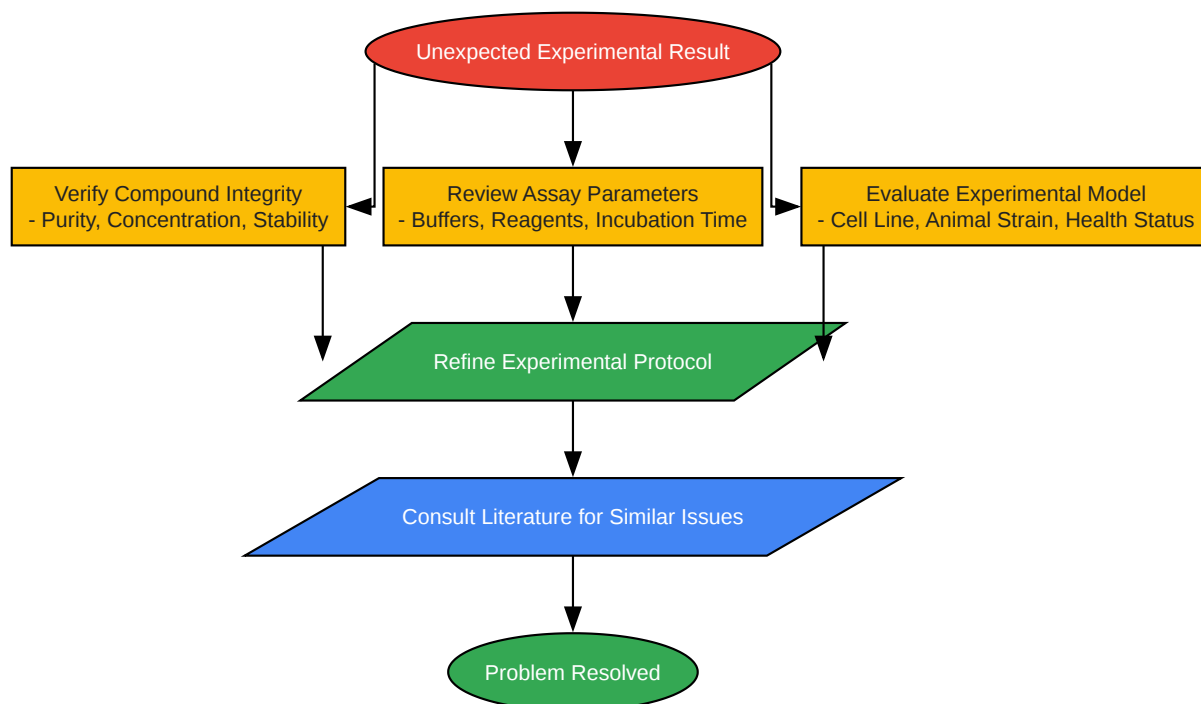 Unexpected Experimental Result
Verify Compound Integrity
- Purity, Concentration, Stability
Review Assay Parameters
- Buffers, Reagents, Incubation Time
Evaluate Experimental Model
- Cell Line, Animal Strain, Health Status
Refine Experimental Protocol
Consult Literature for Similar Issues
Problem Resolved